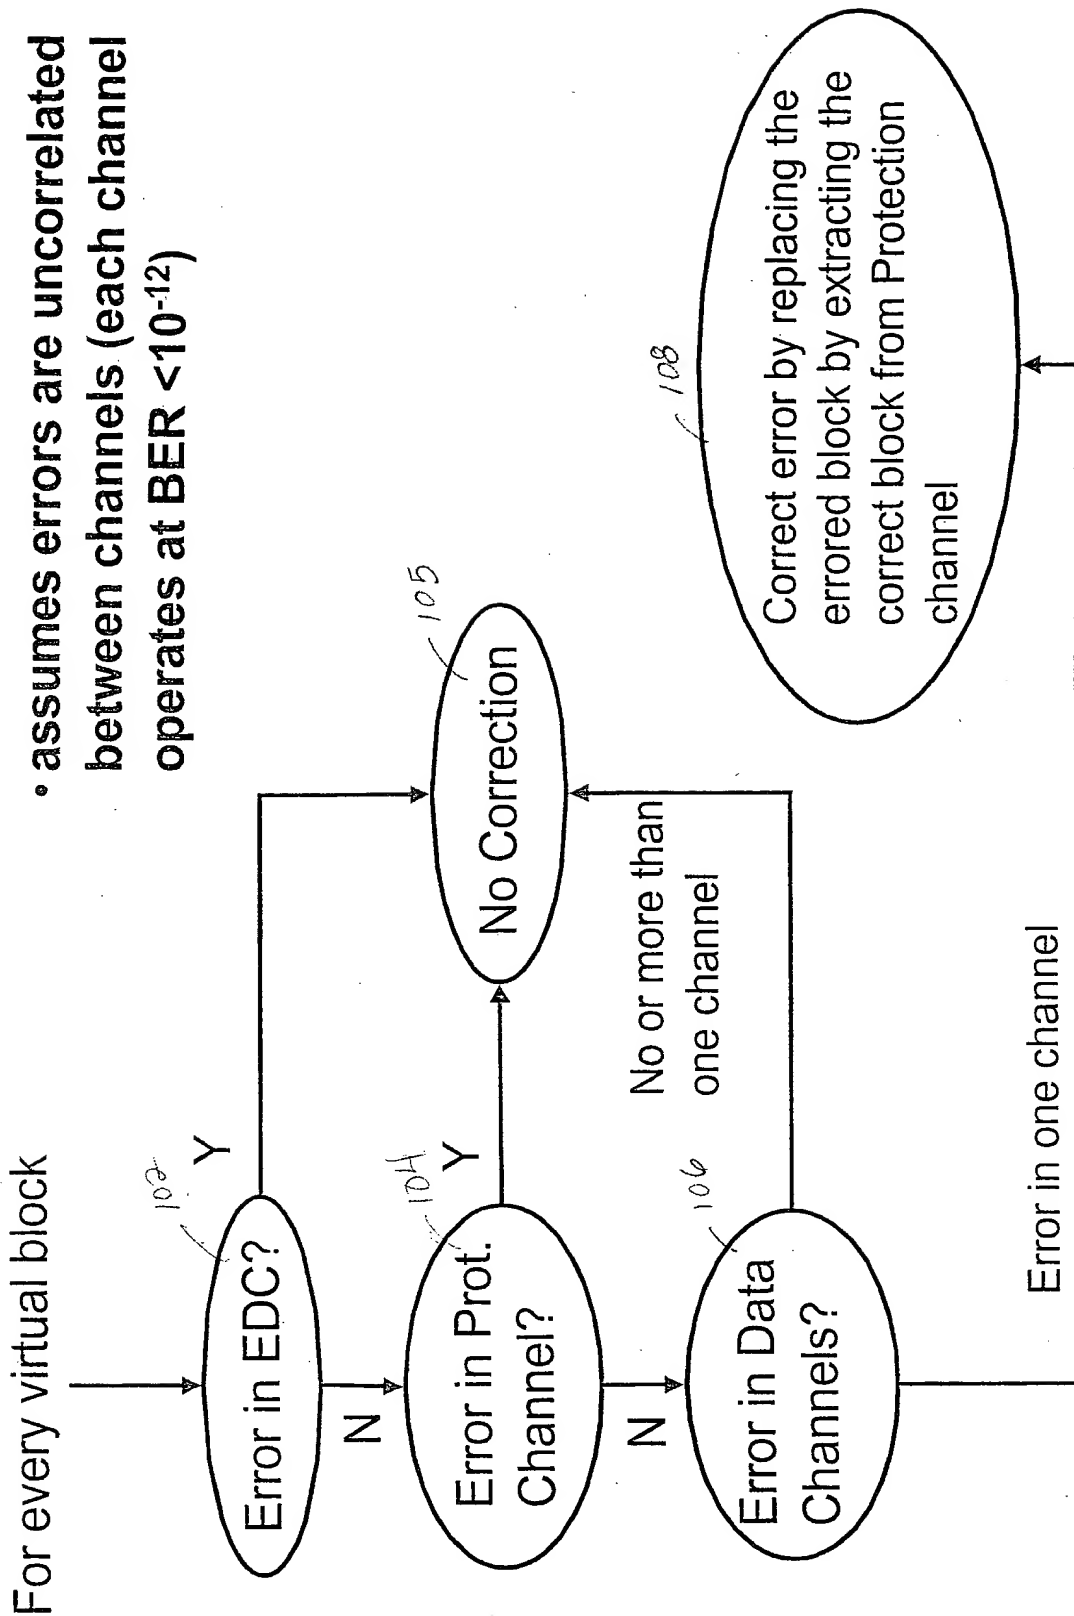 For every virtual block
° assumes errors are uncorrelated
between channels (each channel
operates at BER <10⁻¹²)
102
Error in EDC?
Y
N
104
Error in Prot.
Channel?
Y
N
105
No Correction
106
Error in Data
Channels?
No or more than
one channel
Error in one channel
108
Correct error by replacing the
errored block by extracting the
correct block from Protection
channel